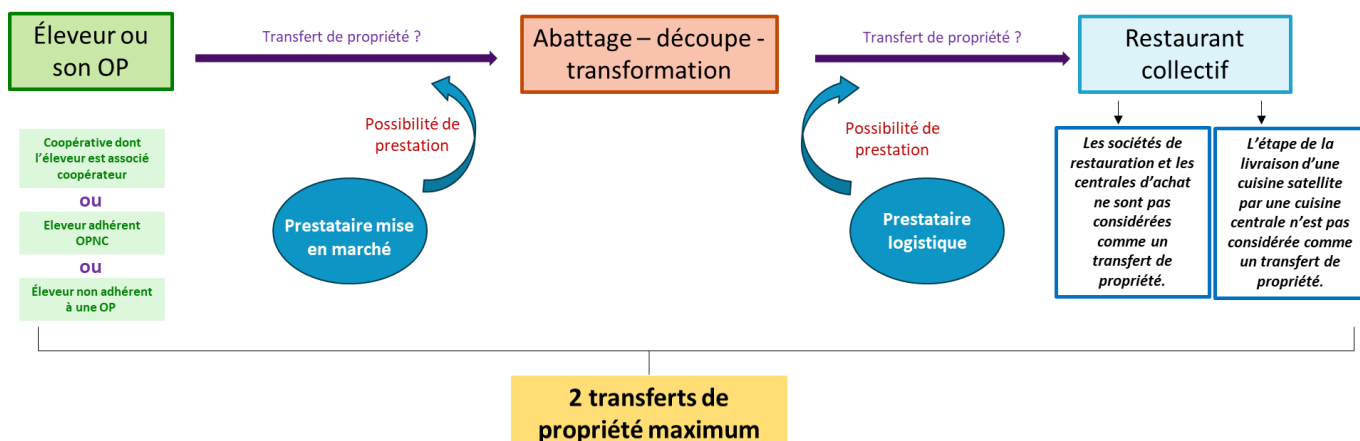 Éleveur ou
son OP
Transfert de propriété ?
Abattage – découpe -
transformation
Transfert de propriété ?
Restaurant
collectif
Coopérative dont
l'éleveur est associé
coopérateur
ou
Eleveur adhérent
OPNC
ou
Éleveur non adhérent
à une OP
Possibilité de
prestation
Prestataire mise
en marché
Possibilité de
prestation
Prestataire
logistique
Les sociétés de
restauration et les
centrales d'achat
ne sont pas
considérées
comme un
transfert de
propriété.
L'étape de la
livraison d'une
cuisine satellite
par une cuisine
centrale n'est pas
considérée comme
un transfert de
propriété.
2 transferts de
propriété maximum